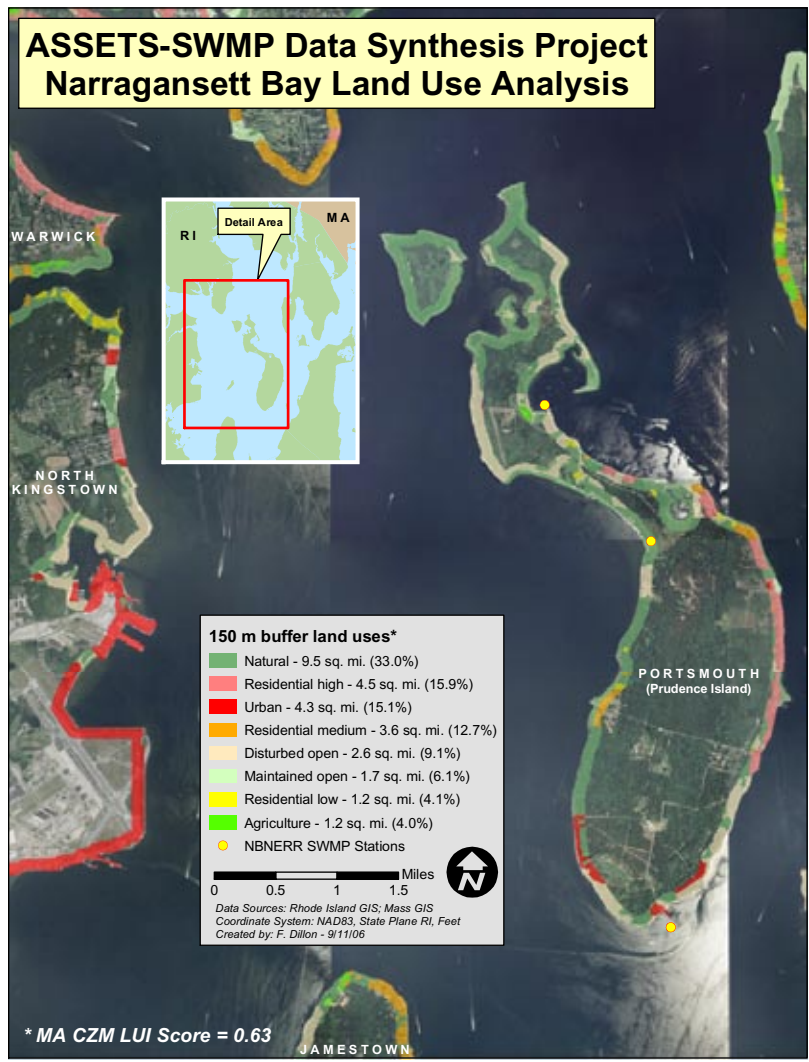 ASSETS-SWMP Data Synthesis Project
Narragansett Bay Land Use Analysis
Detail Area
R I
M A
WARWICK
NORTH
KINGSTOWN
PORTSMOUTH
(Prudence Island)
150 m buffer land uses*
Natural - 9.5 sq. mi. (33.0%)
Residential high - 4.5 sq. mi. (15.9%)
Urban - 4.3 sq. mi. (15.1%)
Residential medium - 3.6 sq. mi. (12.7%)
Disturbed open - 2.6 sq. mi. (9.1%)
Maintained open - 1.7 sq. mi. (6.1%)
Residential low - 1.2 sq. mi. (4.1%)
Agriculture - 1.2 sq. mi. (4.0%)
NBNERR SWMP Stations
Miles
0 0.5 1 1.5
N
Data Sources: Rhode Island GIS; Mass GIS
Coordinate System: NAD83, State Plane RI, Feet
Created by: F. Dillon - 9/11/06
* MA CZM LUI Score = 0.63
JAMESTOWN